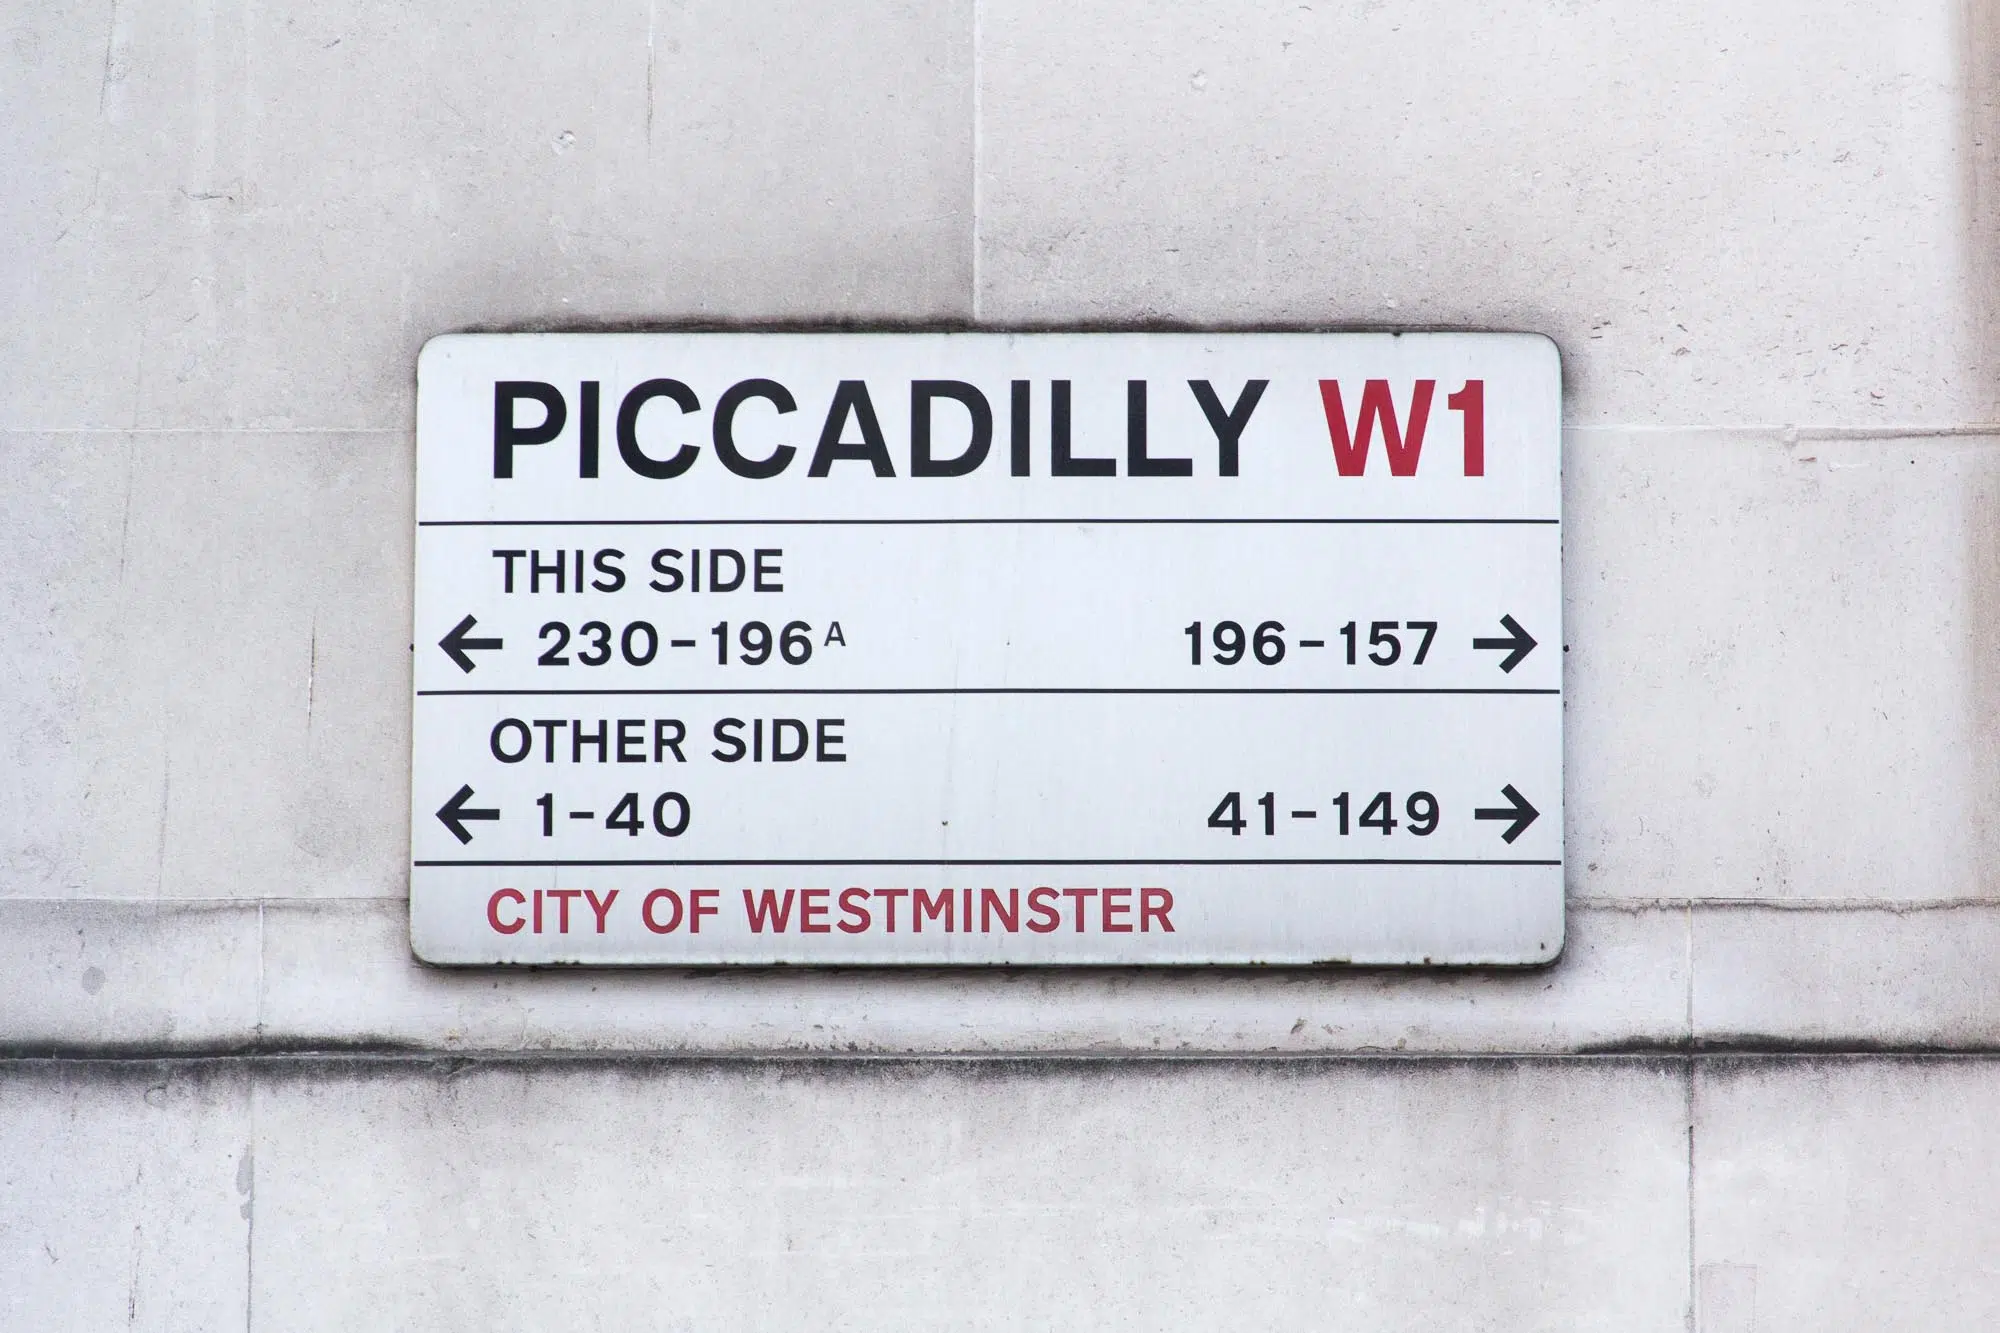 PICCADILLY W1
THIS SIDE
← 230-196A 196-157 →
OTHER SIDE
← 1-40 41-149 →
CITY OF WESTMINSTER